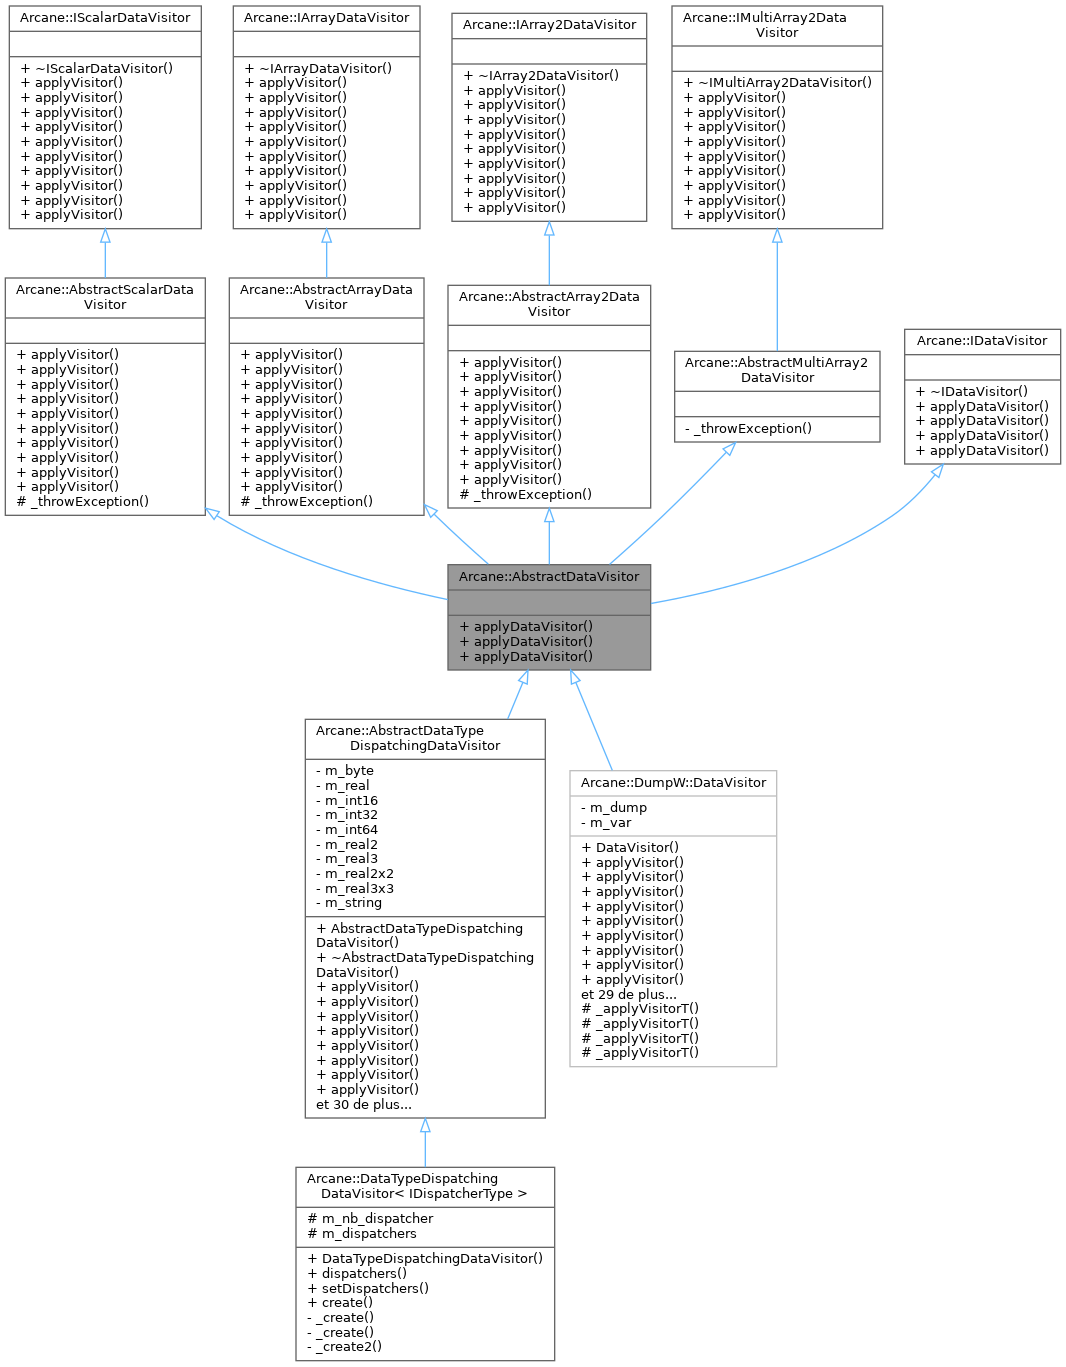 Arcane::IScalarDataVisitor
+ ~IScalarDataVisitor()
+ applyVisitor()
+ applyVisitor()
+ applyVisitor()
+ applyVisitor()
+ applyVisitor()
+ applyVisitor()
+ applyVisitor()
+ applyVisitor()
+ applyVisitor()
+ applyVisitor()
Arcane::IArrayDataVisitor
+ ~IArrayDataVisitor()
+ applyVisitor()
+ applyVisitor()
+ applyVisitor()
+ applyVisitor()
+ applyVisitor()
+ applyVisitor()
+ applyVisitor()
+ applyVisitor()
+ applyVisitor()
+ applyVisitor()
Arcane::IArray2DataVisitor
+ ~IArray2DataVisitor()
+ applyVisitor()
+ applyVisitor()
+ applyVisitor()
+ applyVisitor()
+ applyVisitor()
+ applyVisitor()
+ applyVisitor()
+ applyVisitor()
+ applyVisitor()
Arcane::IMultiArray2Data
Visitor
+ ~IMultiArray2DataVisitor()
+ applyVisitor()
+ applyVisitor()
+ applyVisitor()
+ applyVisitor()
+ applyVisitor()
+ applyVisitor()
+ applyVisitor()
+ applyVisitor()
+ applyVisitor()
Arcane::AbstractScalarData
Visitor
+ applyVisitor()
+ applyVisitor()
+ applyVisitor()
+ applyVisitor()
+ applyVisitor()
+ applyVisitor()
+ applyVisitor()
+ applyVisitor()
+ applyVisitor()
+ applyVisitor()
# _throwException()
Arcane::AbstractArrayData
Visitor
+ applyVisitor()
+ applyVisitor()
+ applyVisitor()
+ applyVisitor()
+ applyVisitor()
+ applyVisitor()
+ applyVisitor()
+ applyVisitor()
+ applyVisitor()
+ applyVisitor()
# _throwException()
Arcane::AbstractArray2Data
Visitor
+ applyVisitor()
+ applyVisitor()
+ applyVisitor()
+ applyVisitor()
+ applyVisitor()
+ applyVisitor()
+ applyVisitor()
+ applyVisitor()
+ applyVisitor()
# _throwException()
Arcane::AbstractMultiArray2
DataVisitor
- _throwException()
Arcane::IDataVisitor
+ ~IDataVisitor()
+ applyDataVisitor()
+ applyDataVisitor()
+ applyDataVisitor()
+ applyDataVisitor()
Arcane::AbstractDataVisitor
+ applyDataVisitor()
+ applyDataVisitor()
+ applyDataVisitor()
Arcane::AbstractDataType
DispatchingDataVisitor
- m_byte
- m_real
- m_int16
- m_int32
- m_int64
- m_real2
- m_real3
- m_real2x2
- m_real3x3
- m_string
+ AbstractDataTypeDispatching
DataVisitor()
+ ~AbstractDataTypeDispatching
DataVisitor()
+ applyVisitor()
+ applyVisitor()
+ applyVisitor()
+ applyVisitor()
+ applyVisitor()
+ applyVisitor()
+ applyVisitor()
+ applyVisitor()
et 30 de plus...
Arcane::DumpW::DataVisitor
- m_dump
- m_var
+ DataVisitor()
+ applyVisitor()
+ applyVisitor()
+ applyVisitor()
+ applyVisitor()
+ applyVisitor()
+ applyVisitor()
+ applyVisitor()
+ applyVisitor()
+ applyVisitor()
et 29 de plus...
# _applyVisitorT()
# _applyVisitorT()
# _applyVisitorT()
# _applyVisitorT()
Arcane::DataTypeDispatching
DataVisitor< IDispatcherType >
# m_nb_dispatcher
# m_dispatchers
+ DataTypeDispatchingDataVisitor()
+ dispatchers()
+ setDispatchers()
+ create()
- _create()
- _create()
- _create2()